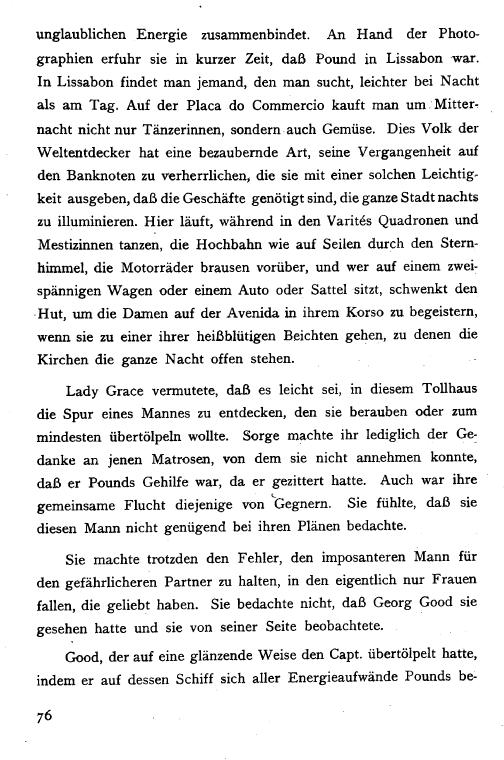 unglaublichen Energie zusammenbindet. An Hand der Photo-
graphien erfuhr sie in kurzer Zeit, daß Pound in Lissabon war.
In Lissabon findet man jemand, den man sucht, leichter bei Nacht
als am Tag. Auf der Placa do Commercio kauft man um Mitter-
nacht nicht nur Tänzerinnen, sondern auch Gemüse. Dies Volk der
Weltentdecker hat eine bezaubernde Art, seine Vergangenheit auf
den Banknoten zu verherrlichen, die sie mit einer solchen Leichtig-
keit ausgeben, daß die Geschäfte genötigt sind, die ganze Stadt nachts
zu illuminieren. Hier läuft, während in den Varités Quadronen und
Mestizinnen tanzen, die Hochbahn wie auf Seilen durch den Stern-
himmel, die Motorräder brausen vorüber, und wer auf einem zwei-
spännigen Wagen oder einem Auto oder Sattel sitzt, schwenkt den
Hut, um die Damen auf der Avenida in ihrem Korso zu begeistern,
wenn sie zu einer ihrer heißblütigen Beichten gehen, zu denen die
Kirchen die ganze Nacht offen stehen.
Lady Grace vermutete, daß es leicht sei, in diesem Tollhaus
die Spur eines Mannes zu entdecken, den sie berauben oder zum
mindesten übertölpeln wollte. Sorge machte ihr lediglich der Ge-
danke an jenen Matrosen, von dem sie nicht annehmen konnte,
daß er Pounds Gehilfe war, da er gezittert hatte. Auch war ihre
gemeinsame Flucht diejenige von Gegnern. Sie fühlte, daß sie
diesen Mann nicht genügend bei ihren Plänen bedachte.
Sie machte trotzden den Fehler, den imposanteren Mann für
den gefährlicheren Partner zu halten, in den eigentlich nur Frauen
fallen, die geliebt haben. Sie bedachte nicht, daß Georg Good sie
gesehen hatte und sie von seiner Seite beobachtete.
Good, der auf eine glänzende Weise den Capt. übertölpelt hatte,
indem er auf dessen Schiff sich aller Energieaufwände Pounds be-
76